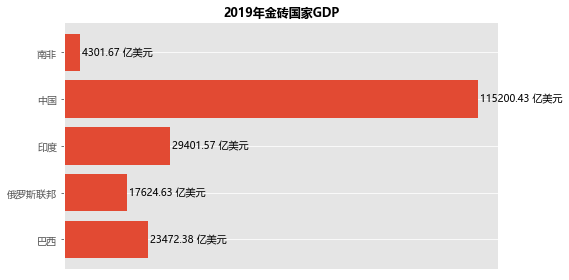 2019年金砖国家GDP
南非
4301.67 亿美元
中国
115200.43 亿美元
印度
29401.57 亿美元
俄罗斯联邦
17624.63 亿美元
巴西
23472.38 亿美元